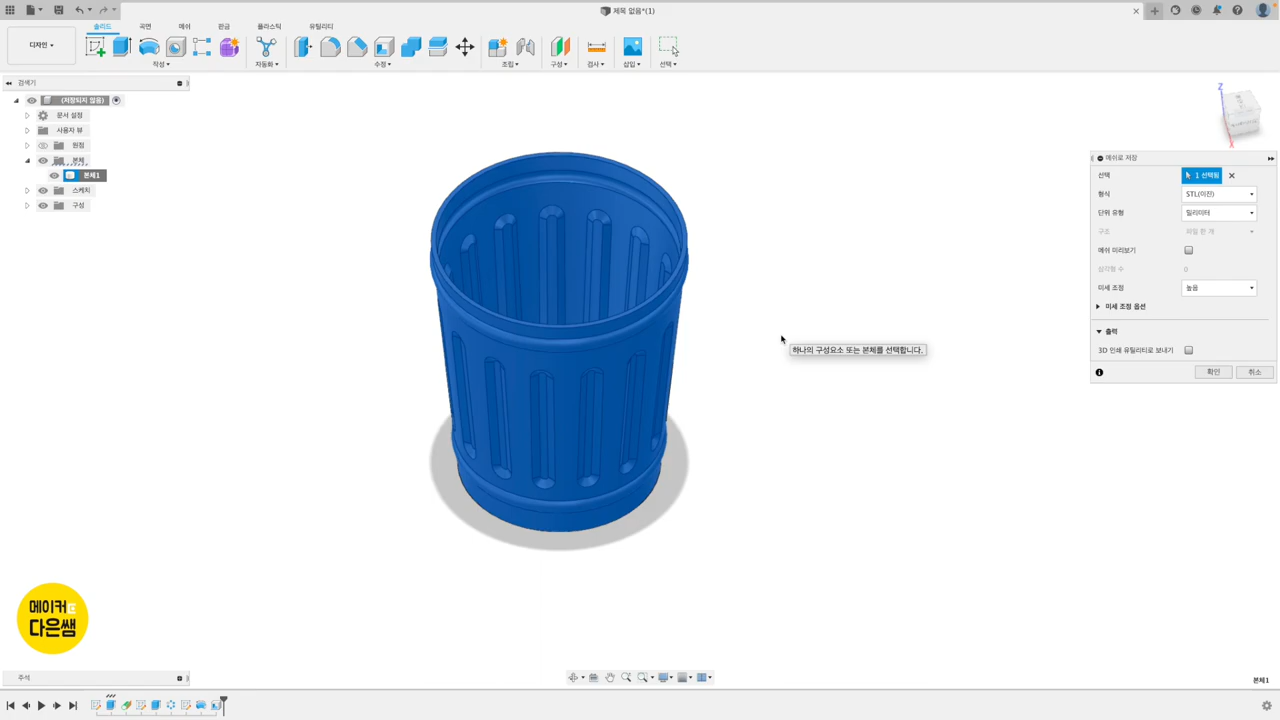 제목 없음*(1)
솔리드 곡면 메쉬 판금 플라스틱 유틸리티
디자인
작성 자동화 수정 조립 구성 검사 삽입 선택
검색기
(저장되지 않음)
문서 설정
사용자 뷰
원점
본체
본체1
스케치
구성
Z
X
메쉬로 저장
선택 1 선택됨
형식 STL(이진)
단위 유형 밀리미터
구조 파일 한 개
메쉬 미리보기
삼각형 수 0
미세 조정 높음
미세 조정 옵션
출력
3D 인쇄 유틸리티로 보내기
확인 취소
하나의 구성요소 또는 본체를 선택합니다.
메이커
다은쌤
주석
본체1